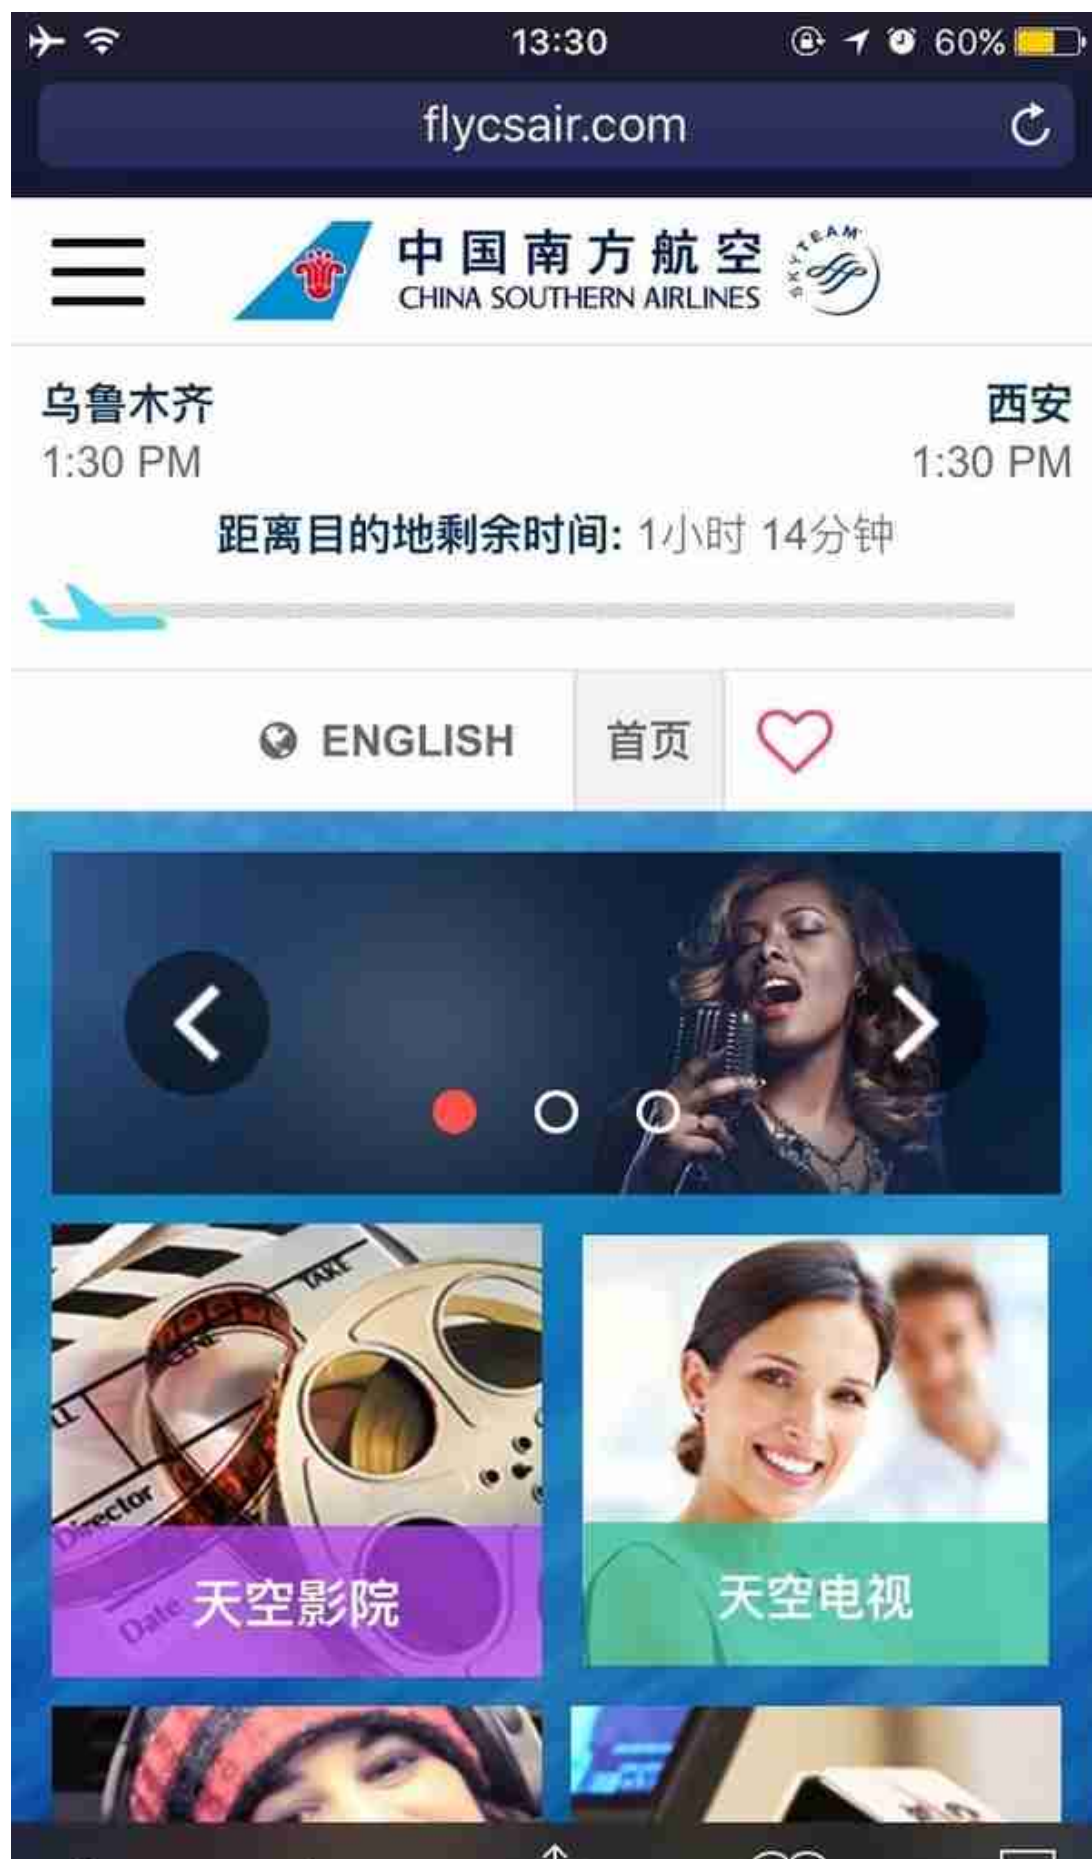 13:30
60%
flycsair.com
中国南方航空
CHINA SOUTHERN AIRLINES
SKYTEAM
乌鲁木齐
西安
1:30 PM
1:30 PM
距离目的地剩余时间: 1小时 14分钟
ENGLISH
首页
TAKE
Director
Date
天空影院
天空电视